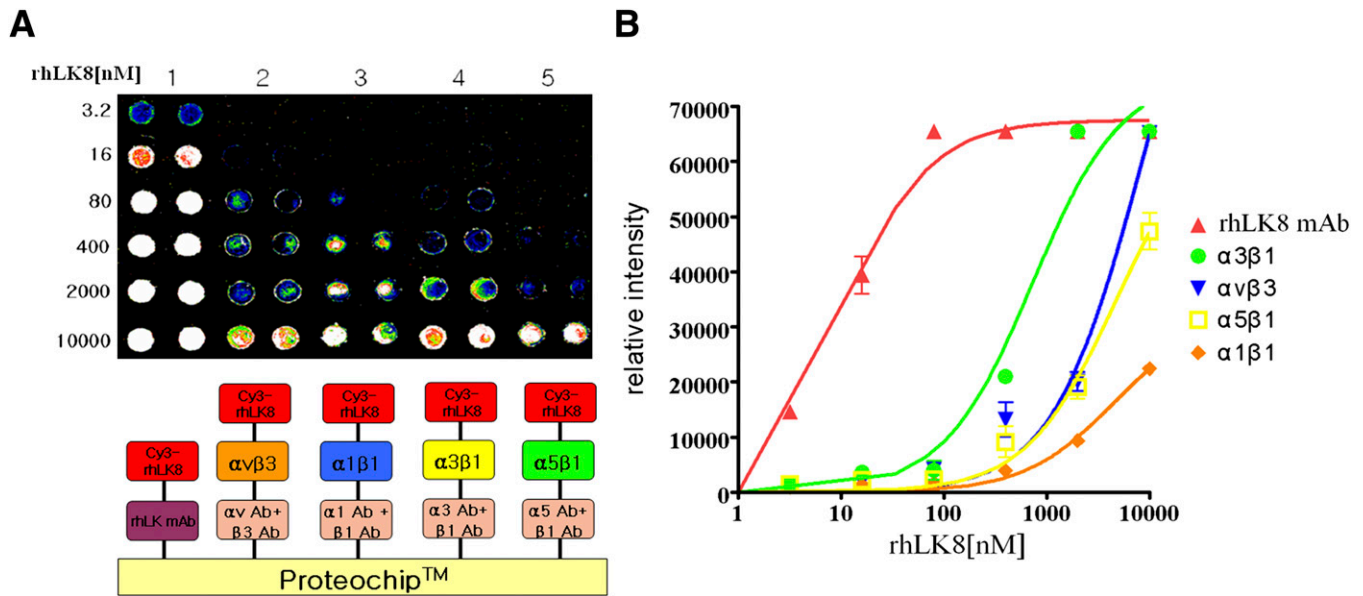 A
rhLK8[nM]
1 2 3 4 5
3.2
16
80
400
2000
10000
Cy3-
rhLK8
Cy3-
rhLK8
Cy3-
rhLK8
Cy3-
rhLK8
Cy3-
rhLK8
αvβ3
α1β1
α3β1
α5β1
rhLK mAb
αv Ab+
β3 Ab
α1 Ab +
β1 Ab
α3 Ab+
β1 Ab
α5 Ab+
β1 Ab
Proteochip™
B
relative intensity
70000
60000
50000
40000
30000
20000
10000
0
1 10 100 1000 10000
rhLK8[nM]
rhLK8 mAb
α3β1
αvβ3
α5β1
α1β1